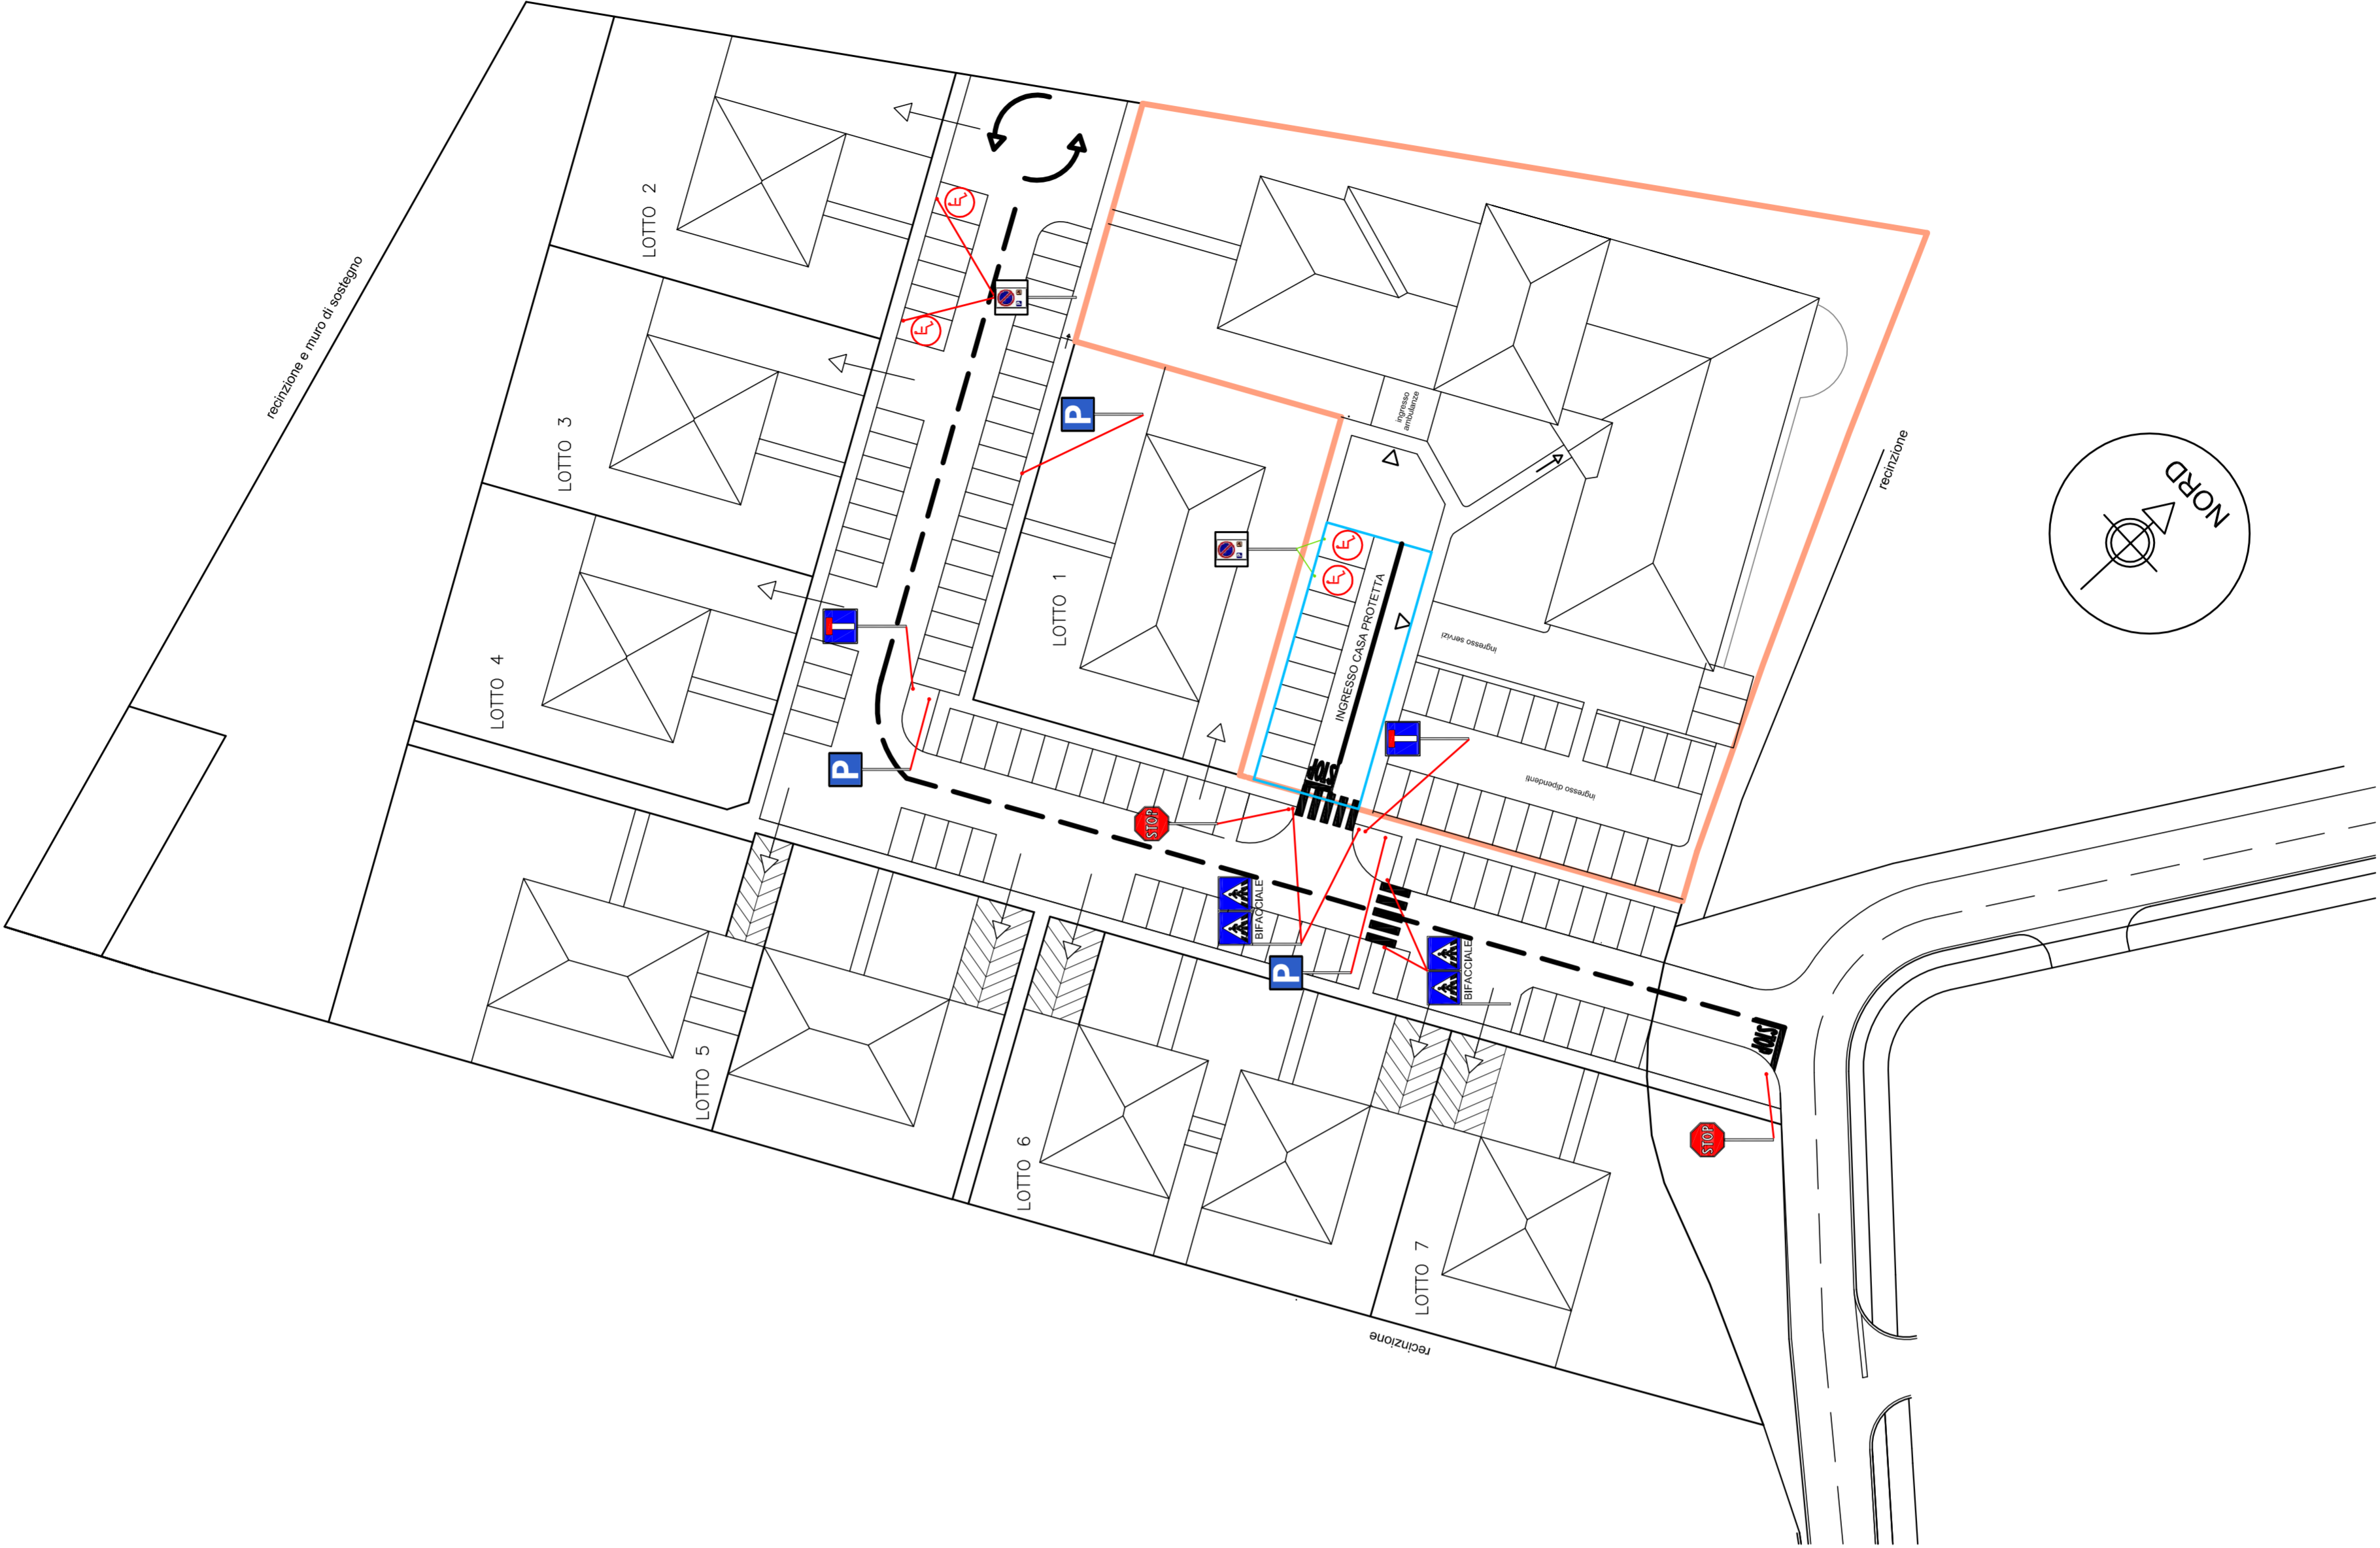 LOTTO 2
recinzione e muro di sostegno
LOTTO 3
LOTTO 4
LOTTO 1
P
ingresso
ambulanze
recinzione
NORD
INGRESSO CASA PROTETTA
ingresso servizi
ingresso dipendenti
P
STOP
STOP
BIFACCIALE
P
BIFACCIALE
STOP
STOP
LOTTO 5
LOTTO 6
LOTTO 7
recinzione